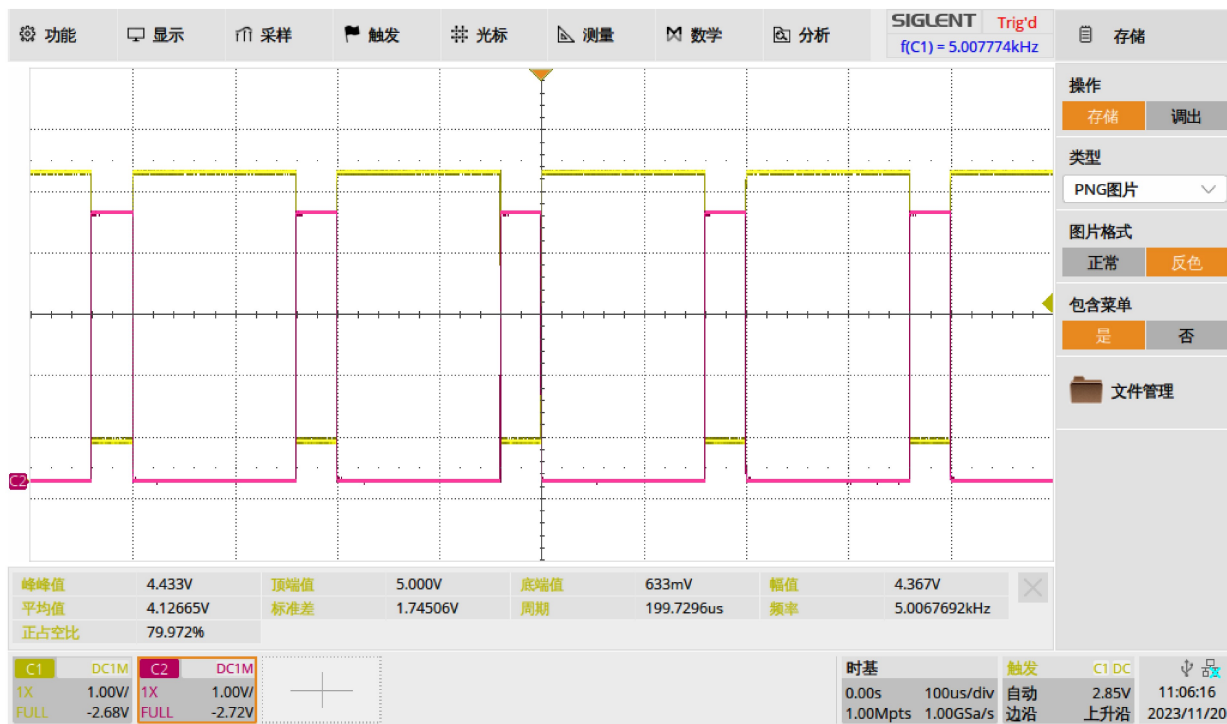 功能 显示 采样 触发 光标 测量 数学 分析 SIGLENT Trig'd 存储
f(C1) = 5.007774kHz
操作
存储 调出
类型
PNG图片
图片格式
正常 反色
包含菜单
是 否
文件管理
C2
峰峰值 4.433V 顶端值 5.000V 底端值 633mV 幅值 4.367V
平均值 4.12665V 标准差 1.74506V 周期 199.7296us 频率 5.0067692kHz
正占空比 79.972%
C1 DC1M C2 DC1M 时基 触发 C1 DC
1X 1.00V/ 1X 1.00V/ 0.00s 100us/div 自动 2.85V 11:06:16
FULL -2.68V FULL -2.72V 1.00Mpts 1.00GSa/s 边沿 上升沿 2023/11/20